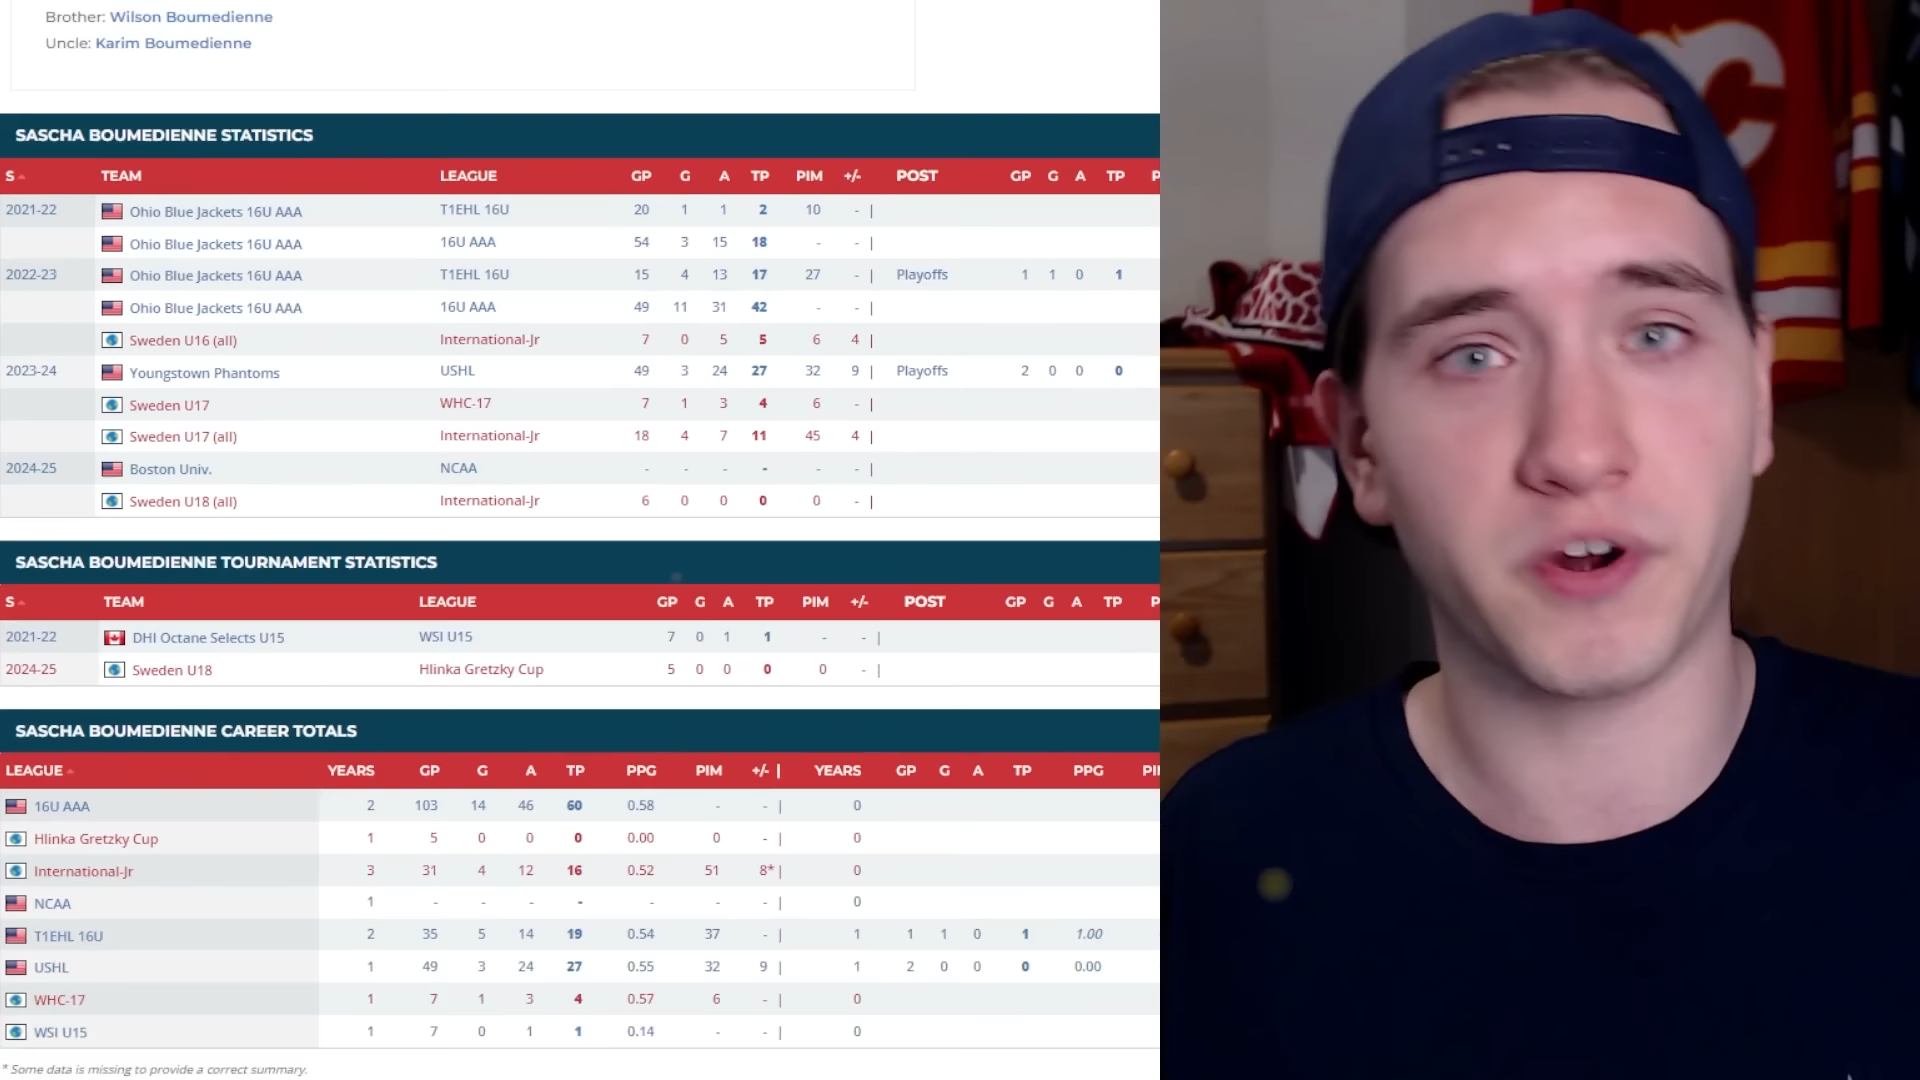 Brother: Wilson Boumedienne
Uncle: Karim Boumedienne
SASCHA BOUMEDIENNE STATISTICS
S TEAM LEAGUE GP G A TP PIM +/- POST GP G A TP P
2021-22 Ohio Blue Jackets 16U AAA T1EHL 16U 20 1 1 2 10 - |
Ohio Blue Jackets 16U AAA 16U AAA 54 3 15 18 - - |
2022-23 Ohio Blue Jackets 16U AAA T1EHL 16U 15 4 13 17 27 - | Playoffs 1 1 0 1
Ohio Blue Jackets 16U AAA 16U AAA 49 11 31 42 - - |
Sweden U16 (all) International-Jr 7 0 5 5 6 4 |
2023-24 Youngstown Phantoms USHL 49 3 24 27 32 9 | Playoffs 2 0 0 0
Sweden U17 WHC-17 7 1 3 4 6 - |
Sweden U17 (all) International-Jr 18 4 7 11 45 4 |
2024-25 Boston Univ. NCAA - - - - - - |
Sweden U18 (all) International-Jr 6 0 0 0 0 - |
SASCHA BOUMEDIENNE TOURNAMENT STATISTICS
S TEAM LEAGUE GP G A TP PIM +/- POST GP G A TP P
2021-22 DHI Octane Selects U15 WSI U15 7 0 1 1 - - |
2024-25 Sweden U18 Hlinka Gretzky Cup 5 0 0 0 0 - |
SASCHA BOUMEDIENNE CAREER TOTALS
LEAGUE YEARS GP G A TP PPG PIM +/- | YEARS GP G A TP PPG PI
16U AAA 2 103 14 46 60 0.58 - - | 0
Hlinka Gretzky Cup 1 5 0 0 0 0.00 0 - | 0
International-Jr 3 31 4 12 16 0.52 51 8* | 0
NCAA 1 - - - - - - - | 0
T1EHL 16U 2 35 5 14 19 0.54 37 - | 1 1 1 0 1 1.00
USHL 1 49 3 24 27 0.55 32 9 | 1 2 0 0 0 0.00
WHC-17 1 7 1 3 4 0.57 6 - | 0
WSI U15 1 7 0 1 1 0.14 - - | 0
* Some data is missing to provide a correct summary.